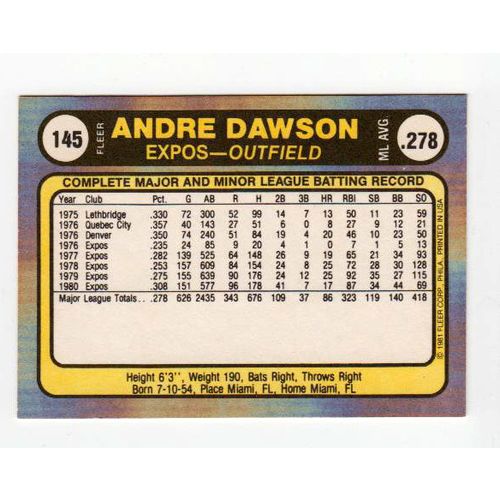 145 FLEER ANDRE DAWSON ML AVG. .278
EXPOS—OUTFIELD
COMPLETE MAJOR AND MINOR LEAGUE BATTING RECORD
Year Club Pct. G AB R H 2B 3B HR RBI SB BB SO
1975 Lethbridge .330 72 300 52 99 14 7 13 50 11 23 59
1976 Quebec City .357 40 143 27 51 6 0 8 27 9 12 21
1976 Denver .350 74 240 51 84 19 4 20 46 10 23 50
1976 Expos .235 24 85 9 20 4 1 0 7 1 5 13
1977 Expos .282 139 525 64 148 26 9 19 65 21 34 93
1978 Expos .253 157 609 84 154 24 8 25 72 28 30 128
1979 Expos .275 155 639 90 176 24 12 25 92 35 27 115
1980 Expos .308 151 577 96 178 41 7 17 87 34 44 69
Major League Totals . . .278 626 2435 343 676 109 37 86 323 119 140 418
Height 6'3", Weight 190, Bats Right, Throws Right
Born 7-10-54, Place Miami, FL, Home Miami, FL
© 1981 FLEER CORP., PHILA. PRINTED IN USA